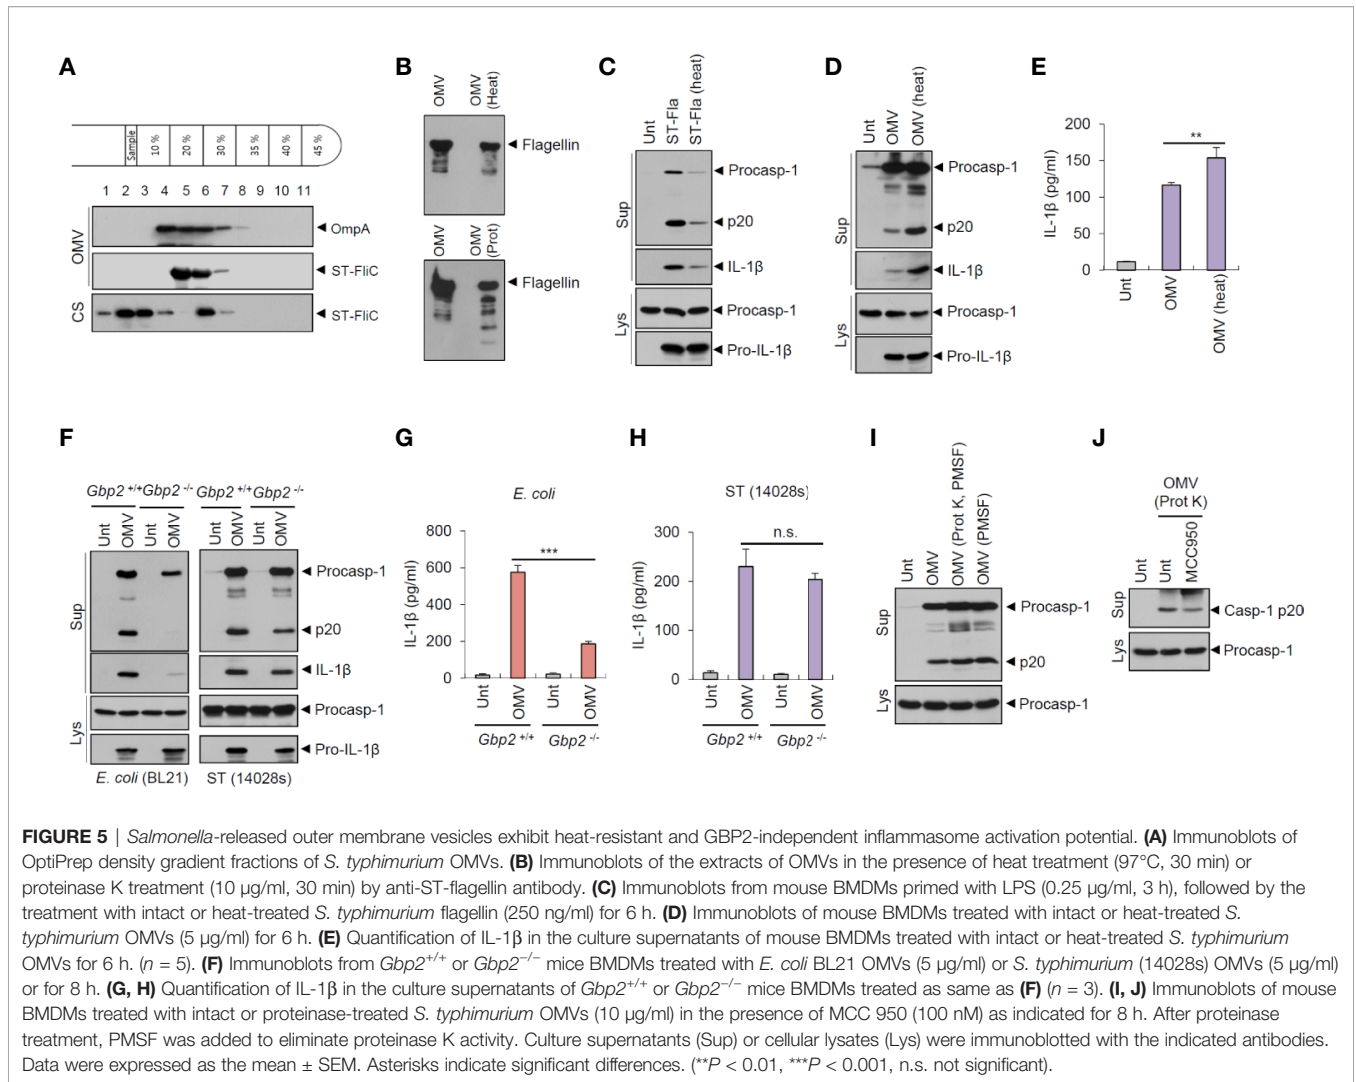 A
Sample
10 %
20 %
30 %
35 %
40 %
45 %
1 2 3 4 5 6 7 8 9 10 11
OMV
OmpA
ST-FliC
CS
ST-FliC
B
OMV
OMV (Heat)
Flagellin
OMV
OMV (Prot)
Flagellin
C
Unt
ST-Fla
ST-Fla (heat)
Sup
Procasp-1
p20
IL-1β
Lys
Procasp-1
Pro-IL-1β
D
Unt
OMV
OMV (heat)
Sup
Procasp-1
p20
IL-1β
Lys
Procasp-1
Pro-IL-1β
E
IL-1β (pg/ml)
200
150
100
50
0
**
Unt
OMV
OMV (heat)
F
Gbp2 +/+ Gbp2 -/- Gbp2 +/+ Gbp2 -/-
Unt
OMV
Unt
OMV
Unt
OMV
Unt
OMV
Sup
Procasp-1
p20
IL-1β
Lys
Procasp-1
Pro-IL-1β
E. coli (BL21) ST (14028s)
G
E. coli
IL-1β (pg/ml)
800
600
400
200
0
***
Unt
OMV
Unt
OMV
Gbp2 +/+ Gbp2 -/-
H
ST (14028s)
IL-1β (pg/ml)
300
200
100
0
n.s.
Unt
OMV
Unt
OMV
Gbp2 +/+ Gbp2 -/-
I
Unt
OMV
OMV (Prot K, PMSF)
OMV (PMSF)
Sup
Procasp-1
p20
Lys
Procasp-1
J
OMV
(Prot K)
Unt
Unt
MCC950
Sup
Casp-1 p20
Lys
Procasp-1
FIGURE 5 | Salmonella-released outer membrane vesicles exhibit heat-resistant and GBP2-independent inflammasome activation potential. (A) Immunoblots of
OptiPrep density gradient fractions of S. typhimurium OMVs. (B) Immunoblots of the extracts of OMVs in the presence of heat treatment (97°C, 30 min) or
proteinase K treatment (10 μg/ml, 30 min) by anti-ST-flagellin antibody. (C) Immunoblots from mouse BMDMs primed with LPS (0.25 μg/ml, 3 h), followed by the
treatment with intact or heat-treated S. typhimurium flagellin (250 ng/ml) for 6 h. (D) Immunoblots of mouse BMDMs treated with intact or heat-treated S.
typhimurium OMVs (5 μg/ml) for 6 h. (E) Quantification of IL-1β in the culture supernatants of mouse BMDMs treated with intact or heat-treated S. typhimurium
OMVs for 6 h. (n = 5). (F) Immunoblots from Gbp2+/+ or Gbp2−/− mice BMDMs treated with E. coli BL21 OMVs (5 μg/ml) or S. typhimurium (14028s) OMVs (5 μg/ml)
or for 8 h. (G, H) Quantification of IL-1β in the culture supernatants of Gbp2+/+ or Gbp2−/− mice BMDMs treated as same as (F) (n = 3). (I, J) Immunoblots of mouse
BMDMs treated with intact or proteinase-treated S. typhimurium OMVs (10 μg/ml) in the presence of MCC 950 (100 nM) as indicated for 8 h. After proteinase
treatment, PMSF was added to eliminate proteinase K activity. Culture supernatants (Sup) or cellular lysates (Lys) were immunoblotted with the indicated antibodies.
Data were expressed as the mean ± SEM. Asterisks indicate significant differences. (**P < 0.01, ***P < 0.001, n.s. not significant).